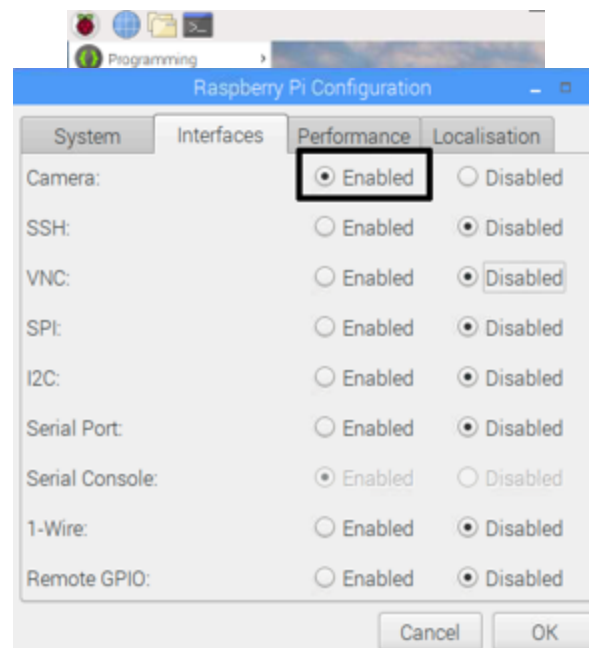 Programming
Raspberry Pi Configuration
System Interfaces Performance Localisation
Camera: Enabled Disabled
SSH: Enabled Disabled
VNC: Enabled Disabled
SPI: Enabled Disabled
I2C: Enabled Disabled
Serial Port: Enabled Disabled
Serial Console: Enabled Disabled
1-Wire: Enabled Disabled
Remote GPIO: Enabled Disabled
Cancel OK